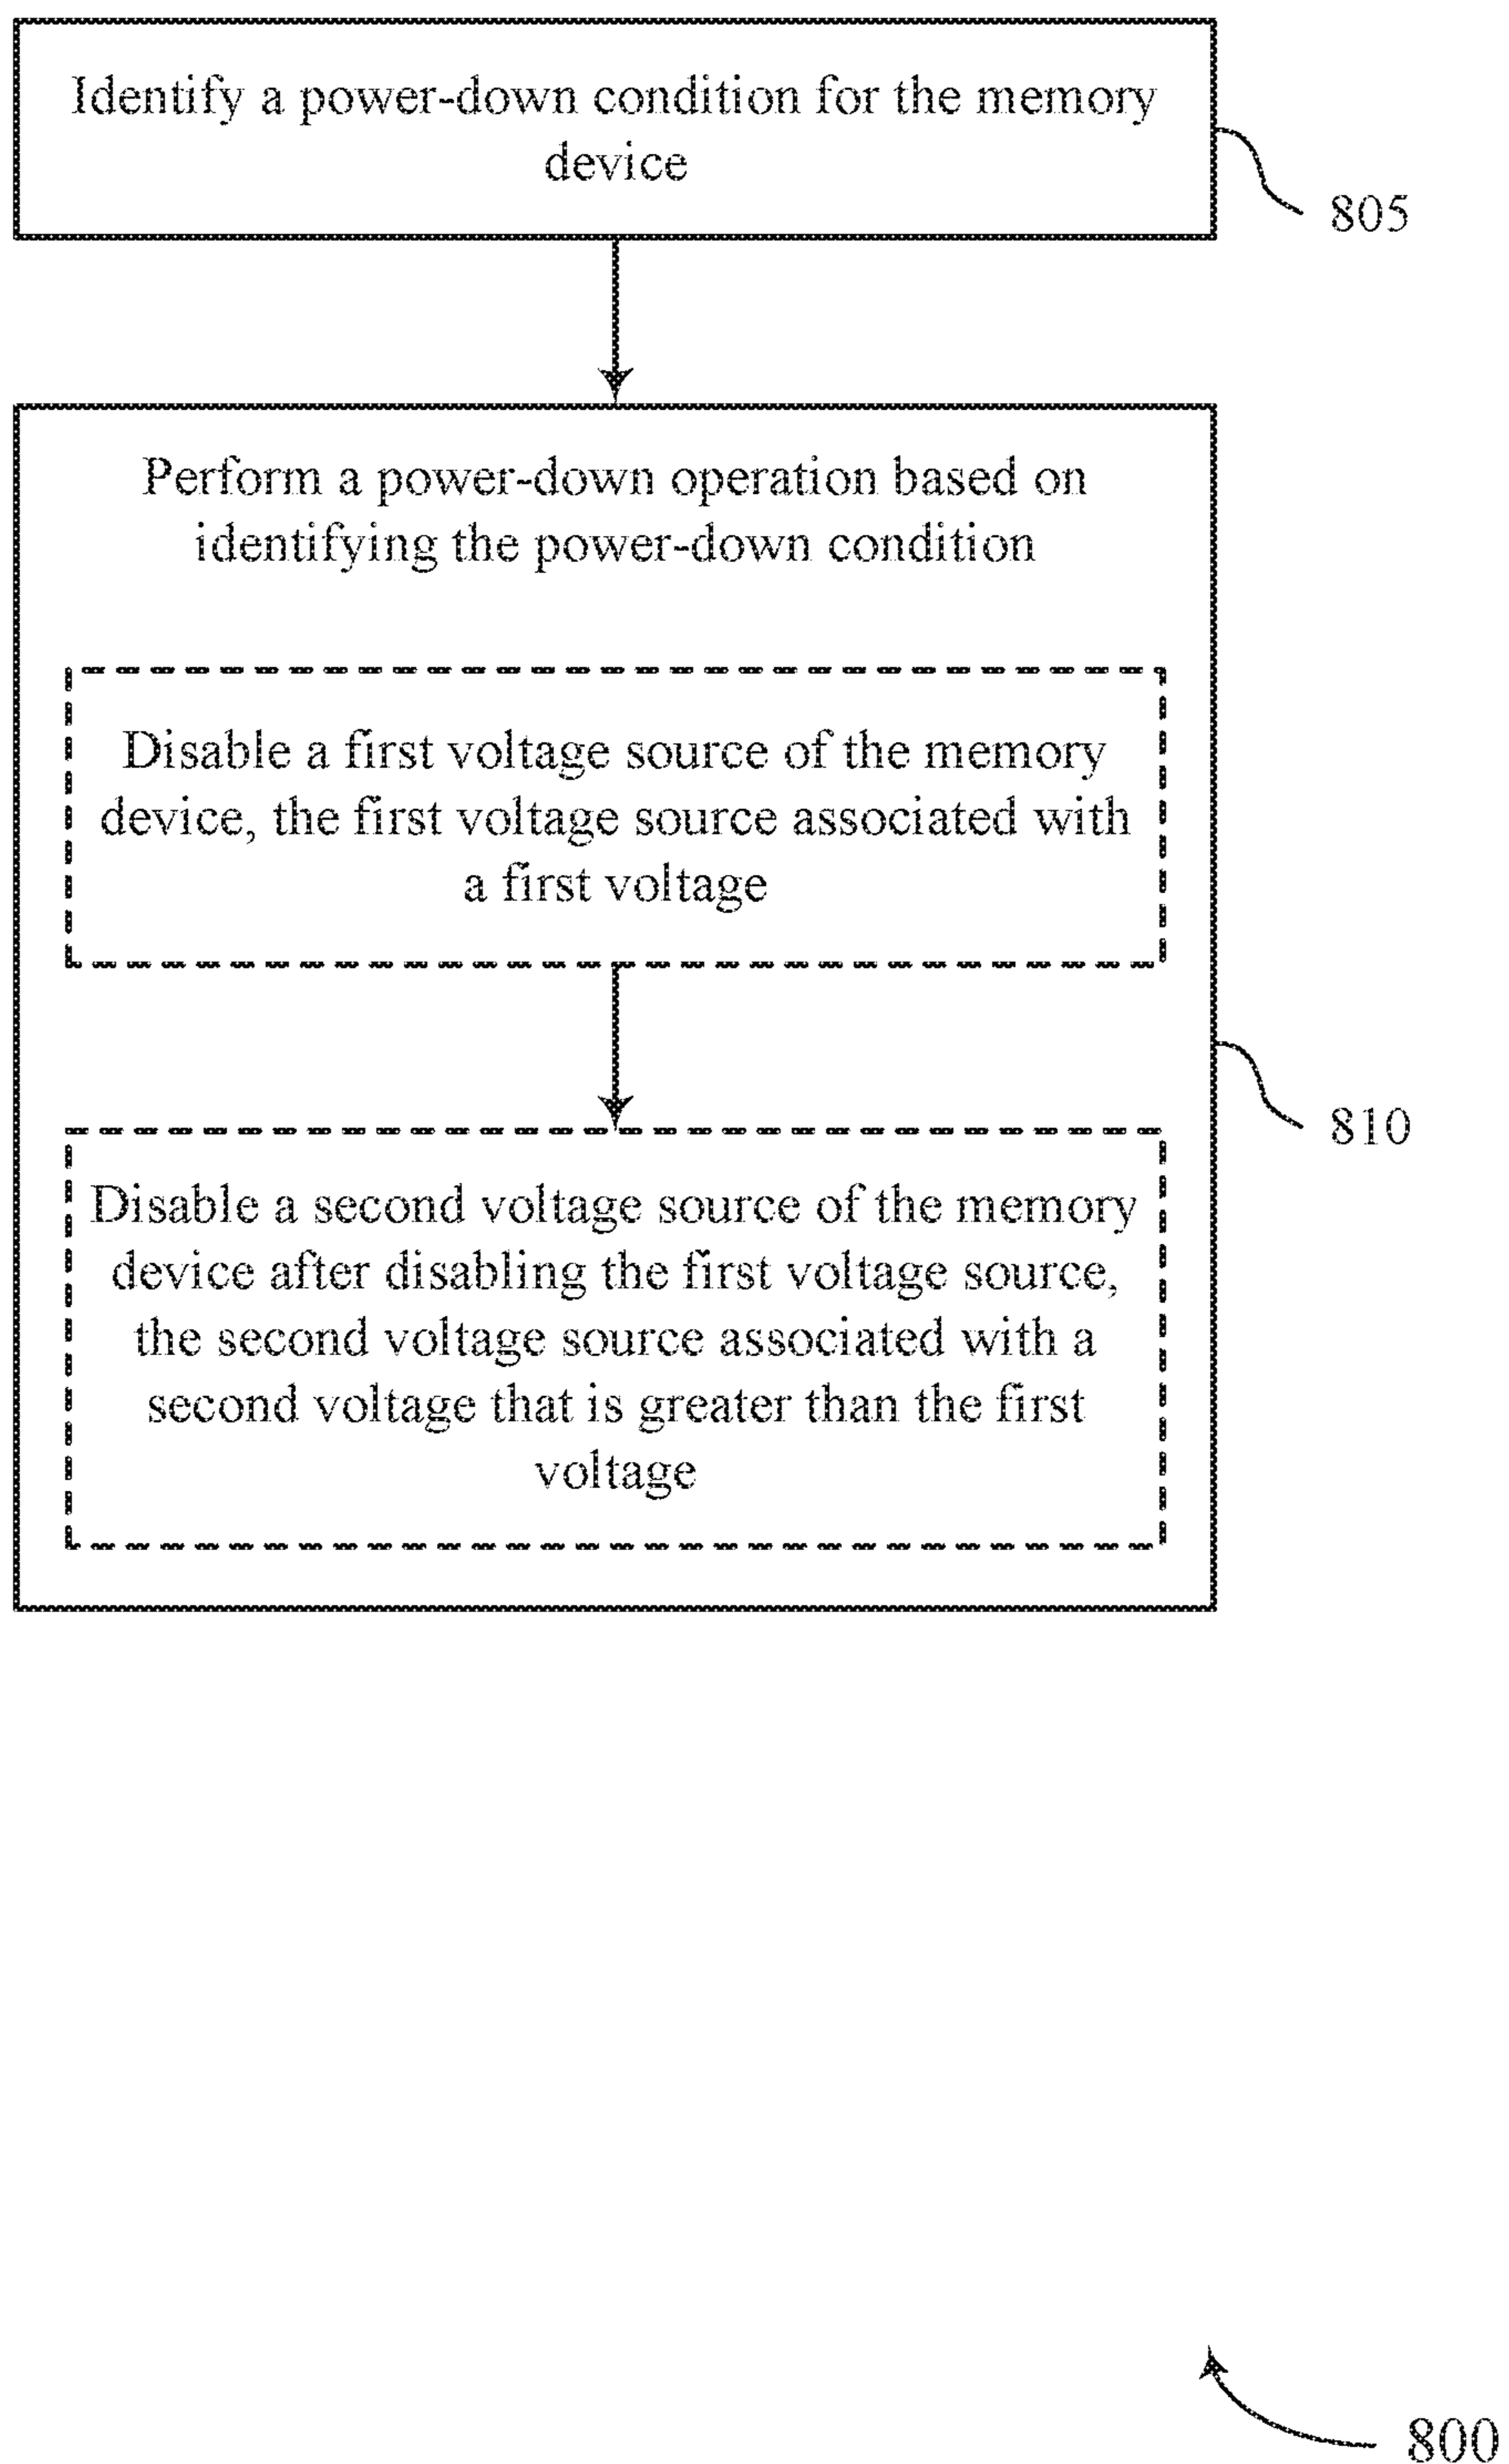 Identify a power-down condition for the memory
device
805
Perform a power-down operation based on
identifying the power-down condition
Disable a first voltage source of the memory
device, the first voltage source associated with
a first voltage
810
Disable a second voltage source of the memory
device after disabling the first voltage source,
the second voltage source associated with a
second voltage that is greater than the first
voltage
800